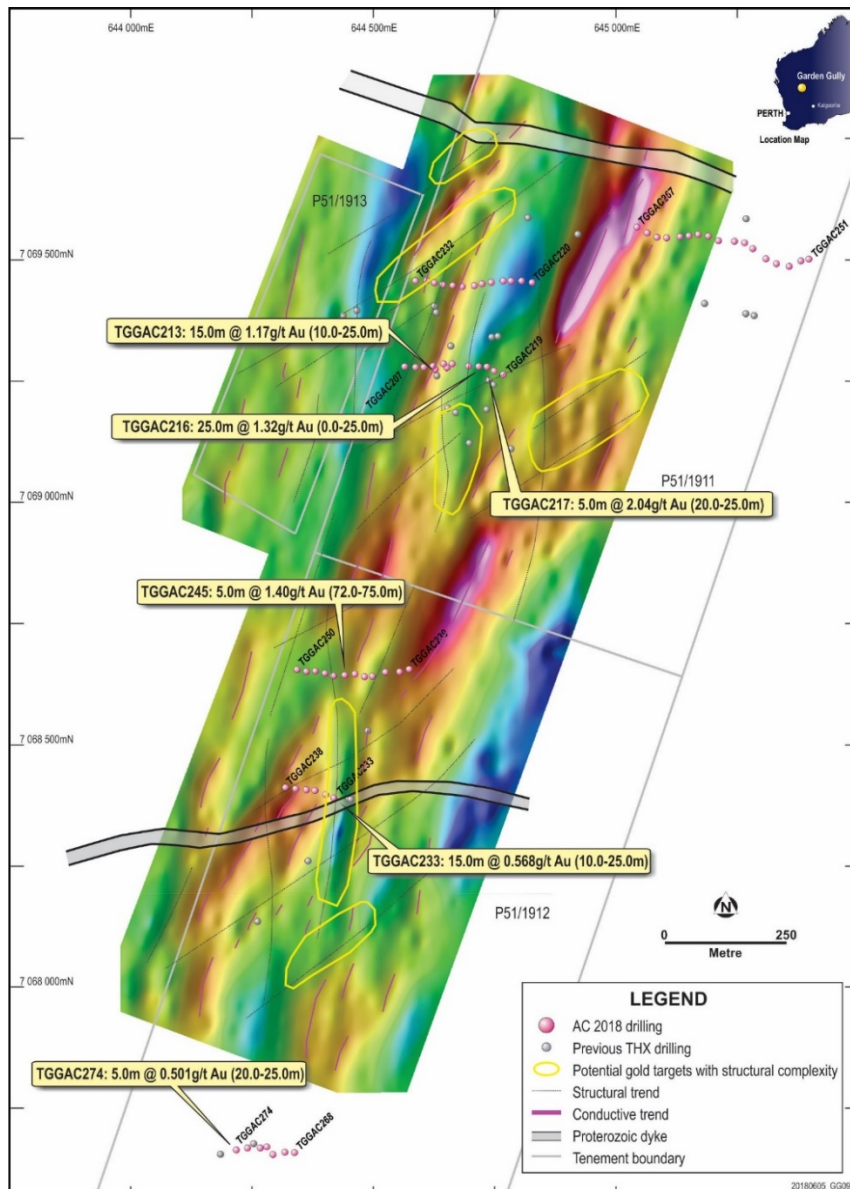 644 000mE
644 500mE
645 000mE
Garden Gully
Kalgoorlie
PERTH
Location Map
P51/1913
TGGAC267
TGGAC251
7 069 500mN
TGGAC232
TGGAC220
TGGAC213: 15.0m @ 1.17g/t Au (10.0-25.0m)
TGGAC207
TGGAC219
TGGAC216: 25.0m @ 1.32g/t Au (0.0-25.0m)
P51/1911
7 069 000mN
TGGAC217: 5.0m @ 2.04g/t Au (20.0-25.0m)
TGGAC245: 5.0m @ 1.40g/t Au (72.0-75.0m)
TGGAC250
TGGAC239
7 068 500mN
TGGAC238
TGGAC233
TGGAC233: 15.0m @ 0.568g/t Au (10.0-25.0m)
P51/1912
N
0 250
Metre
7 068 000mN
LEGEND
AC 2018 drilling
Previous THX drilling
Potential gold targets with structural complexity
Structural trend
Conductive trend
Proterozoic dyke
Tenement boundary
TGGAC274: 5.0m @ 0.501g/t Au (20.0-25.0m)
TGGAC274
TGGAC268